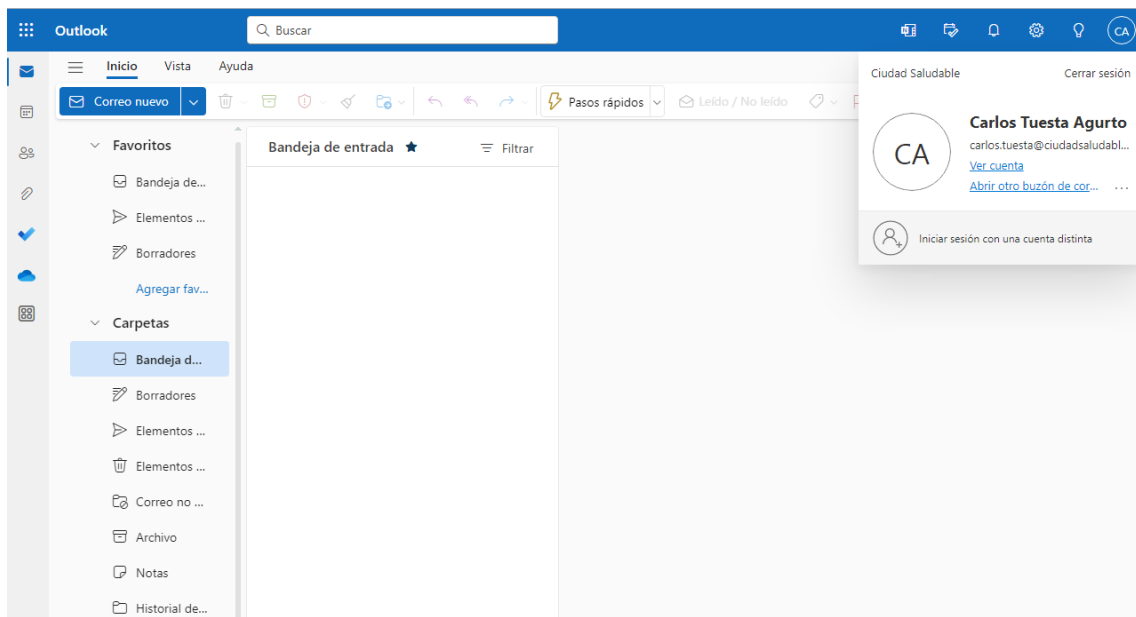 Outlook
Buscar
CA
Inicio Vista Ayuda
Correo nuevo
Pasos rápidos
Leído / No leído
Favoritos
Bandeja de...
Elementos ...
Borradores
Agregar fav...
Carpetas
Bandeja d...
Borradores
Elementos ...
Elementos ...
Correo no ...
Archivo
Notas
Historial de...
Bandeja de entrada
Filtrar
Ciudad Saludable
Cerrar sesión
CA
Carlos Tuesta Agurto
carlos.tuesta@ciudadsaludabl...
Ver cuenta
Abrir otro buzón de cor...
Iniciar sesión con una cuenta distinta